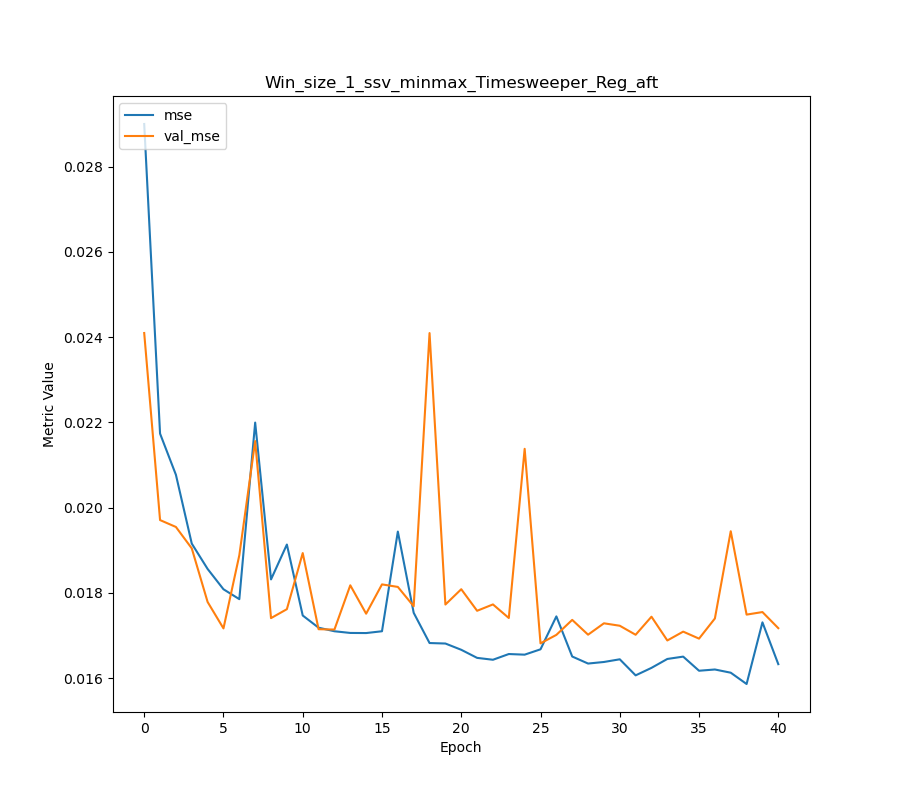 Win_size_1_ssv_minmax_Timesweeper_Reg_aft
mse
val_mse
0.028
0.026
0.024
0.022
0.020
0.018
0.016
Metric Value
0 5 10 15 20 25 30 35 40
Epoch